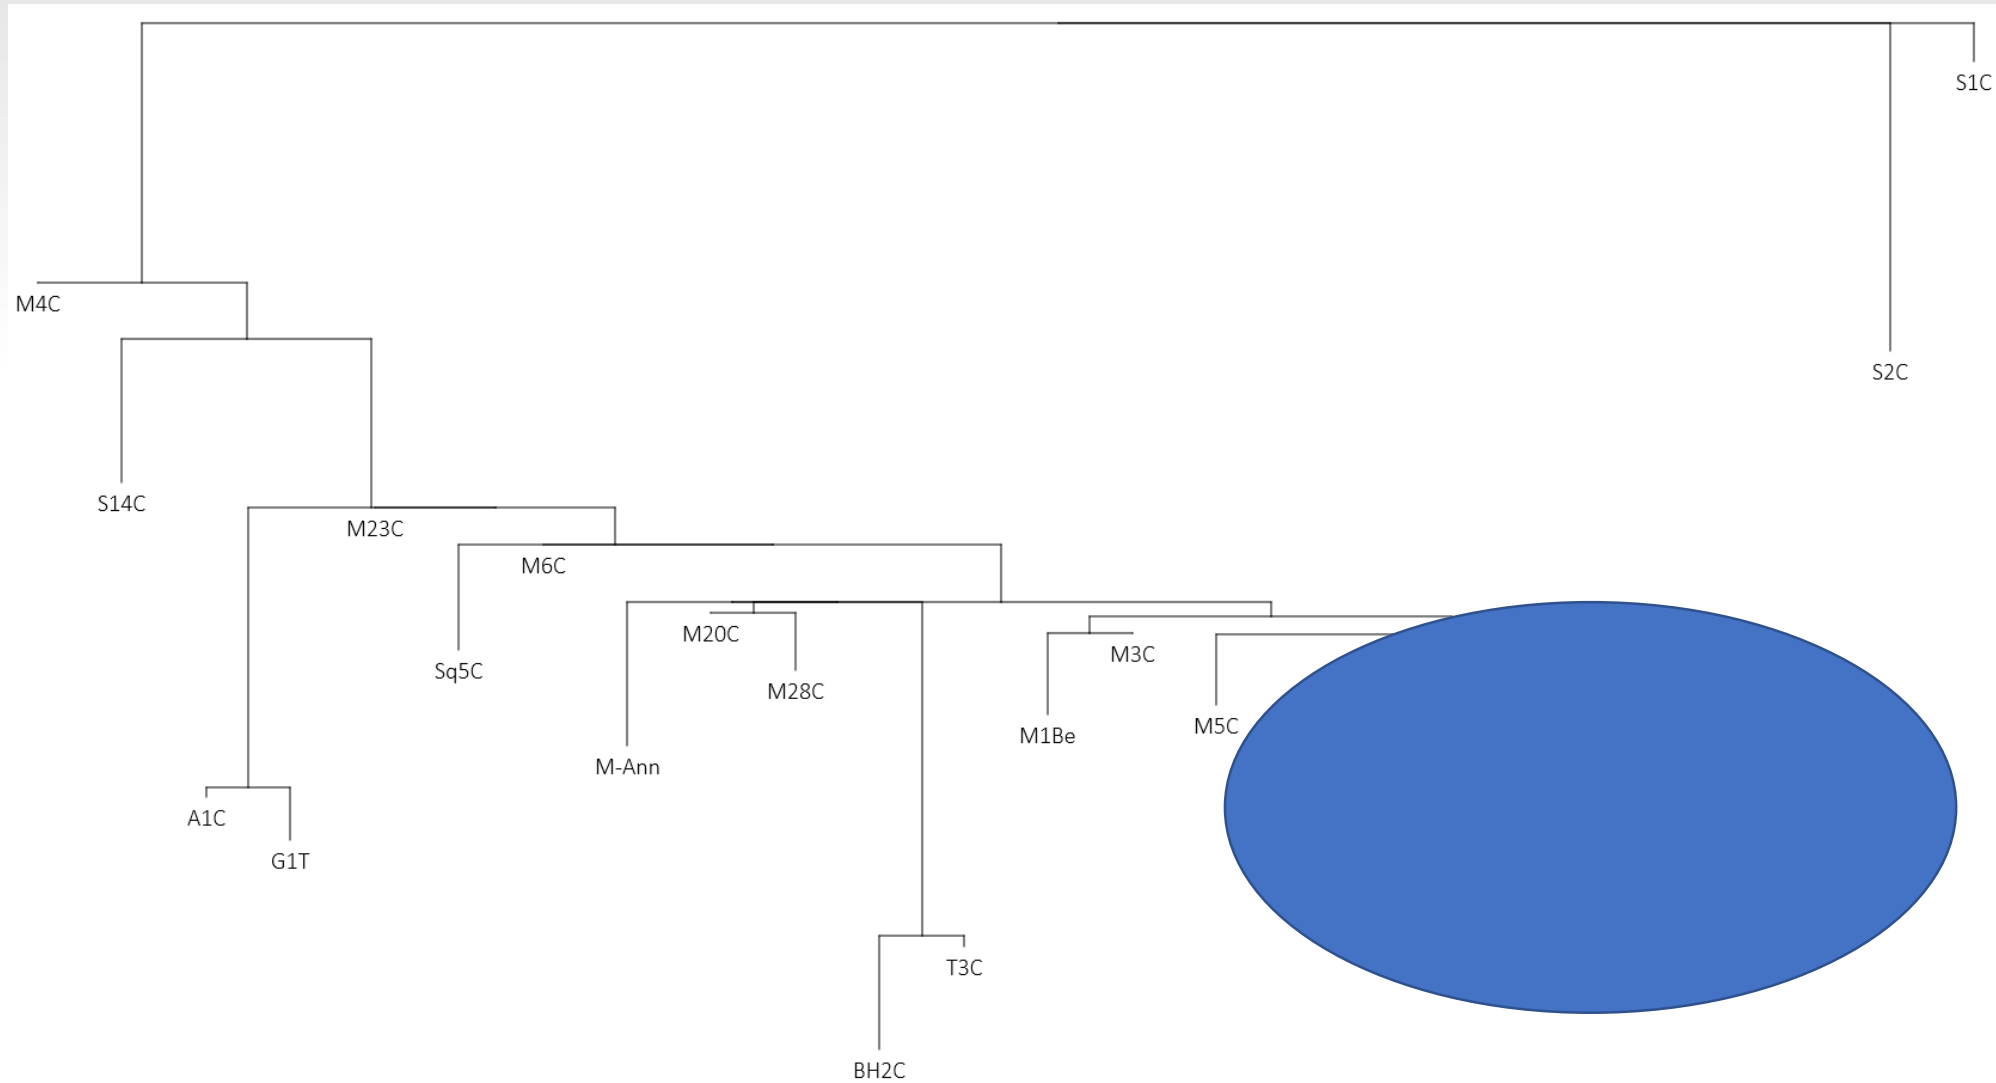 S1C
M4C
S2C
S14C
M23C
M6C
M20C
Sq5C
M3C
M28C
M5C
M1Be
M-Ann
A1C
G1T
T3C
BH2C